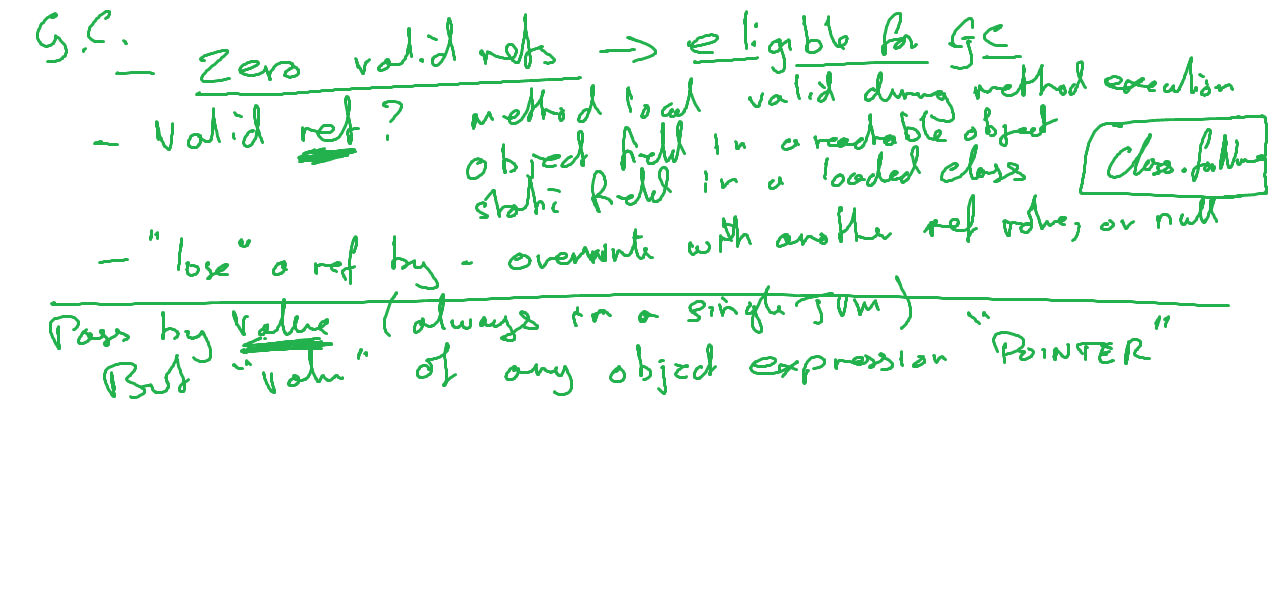 G.C.
— Zero valid refs → eligible for GC
— Valid ref? method local valid during method execution
object field in a reachable object
static field in a loaded class
Class.forName
— "lose" a ref by - overwrite with another ref value, or null
Pass by value (always in a single JVM)
But "value" of any object expression "POINTER"